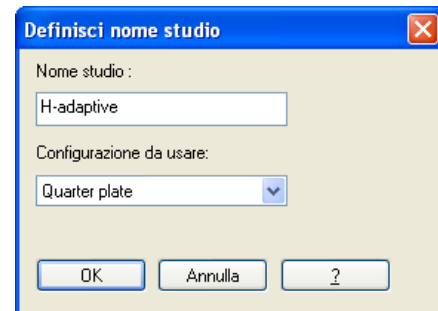 Definisci nome studio
Nome studio :
H-adaptive
Configurazione da usare:
Quarter plate
OK Annulla ?